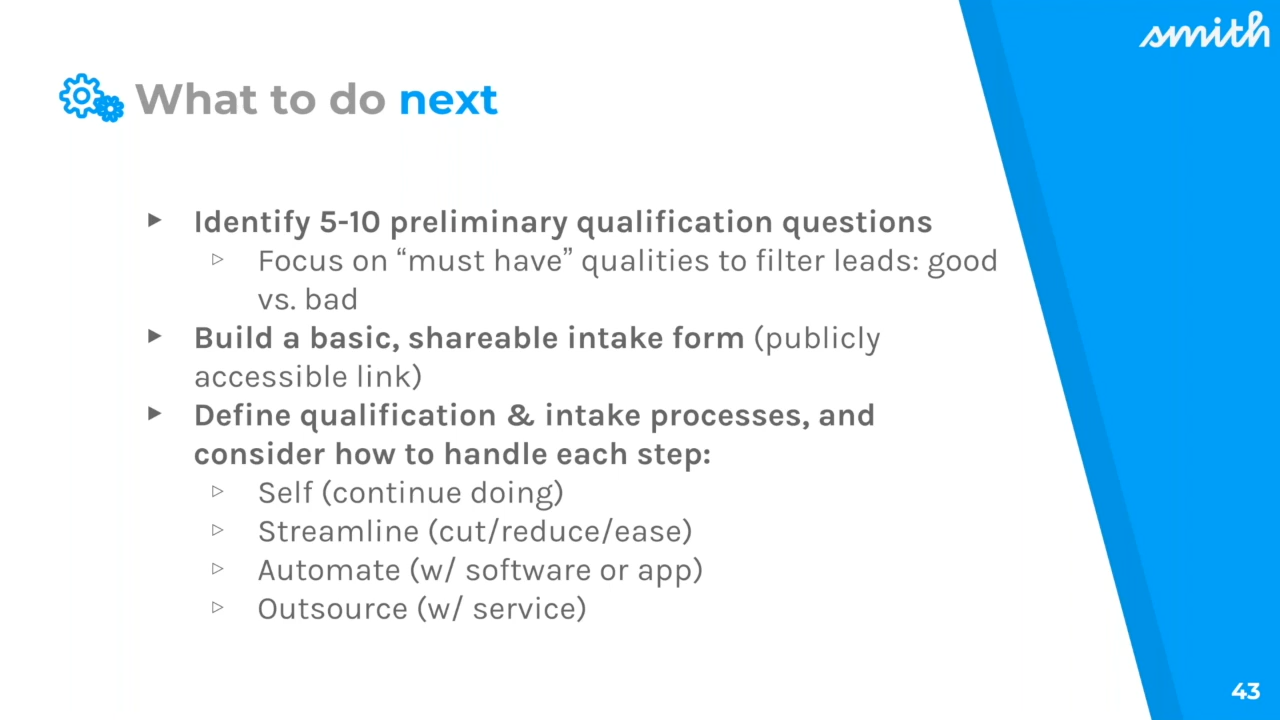 smith
What to do next
Identify 5-10 preliminary qualification questions
Focus on “must have” qualities to filter leads: good
vs. bad
Build a basic, shareable intake form (publicly
accessible link)
Define qualification & intake processes, and
consider how to handle each step:
Self (continue doing)
Streamline (cut/reduce/ease)
Automate (w/ software or app)
Outsource (w/ service)
43